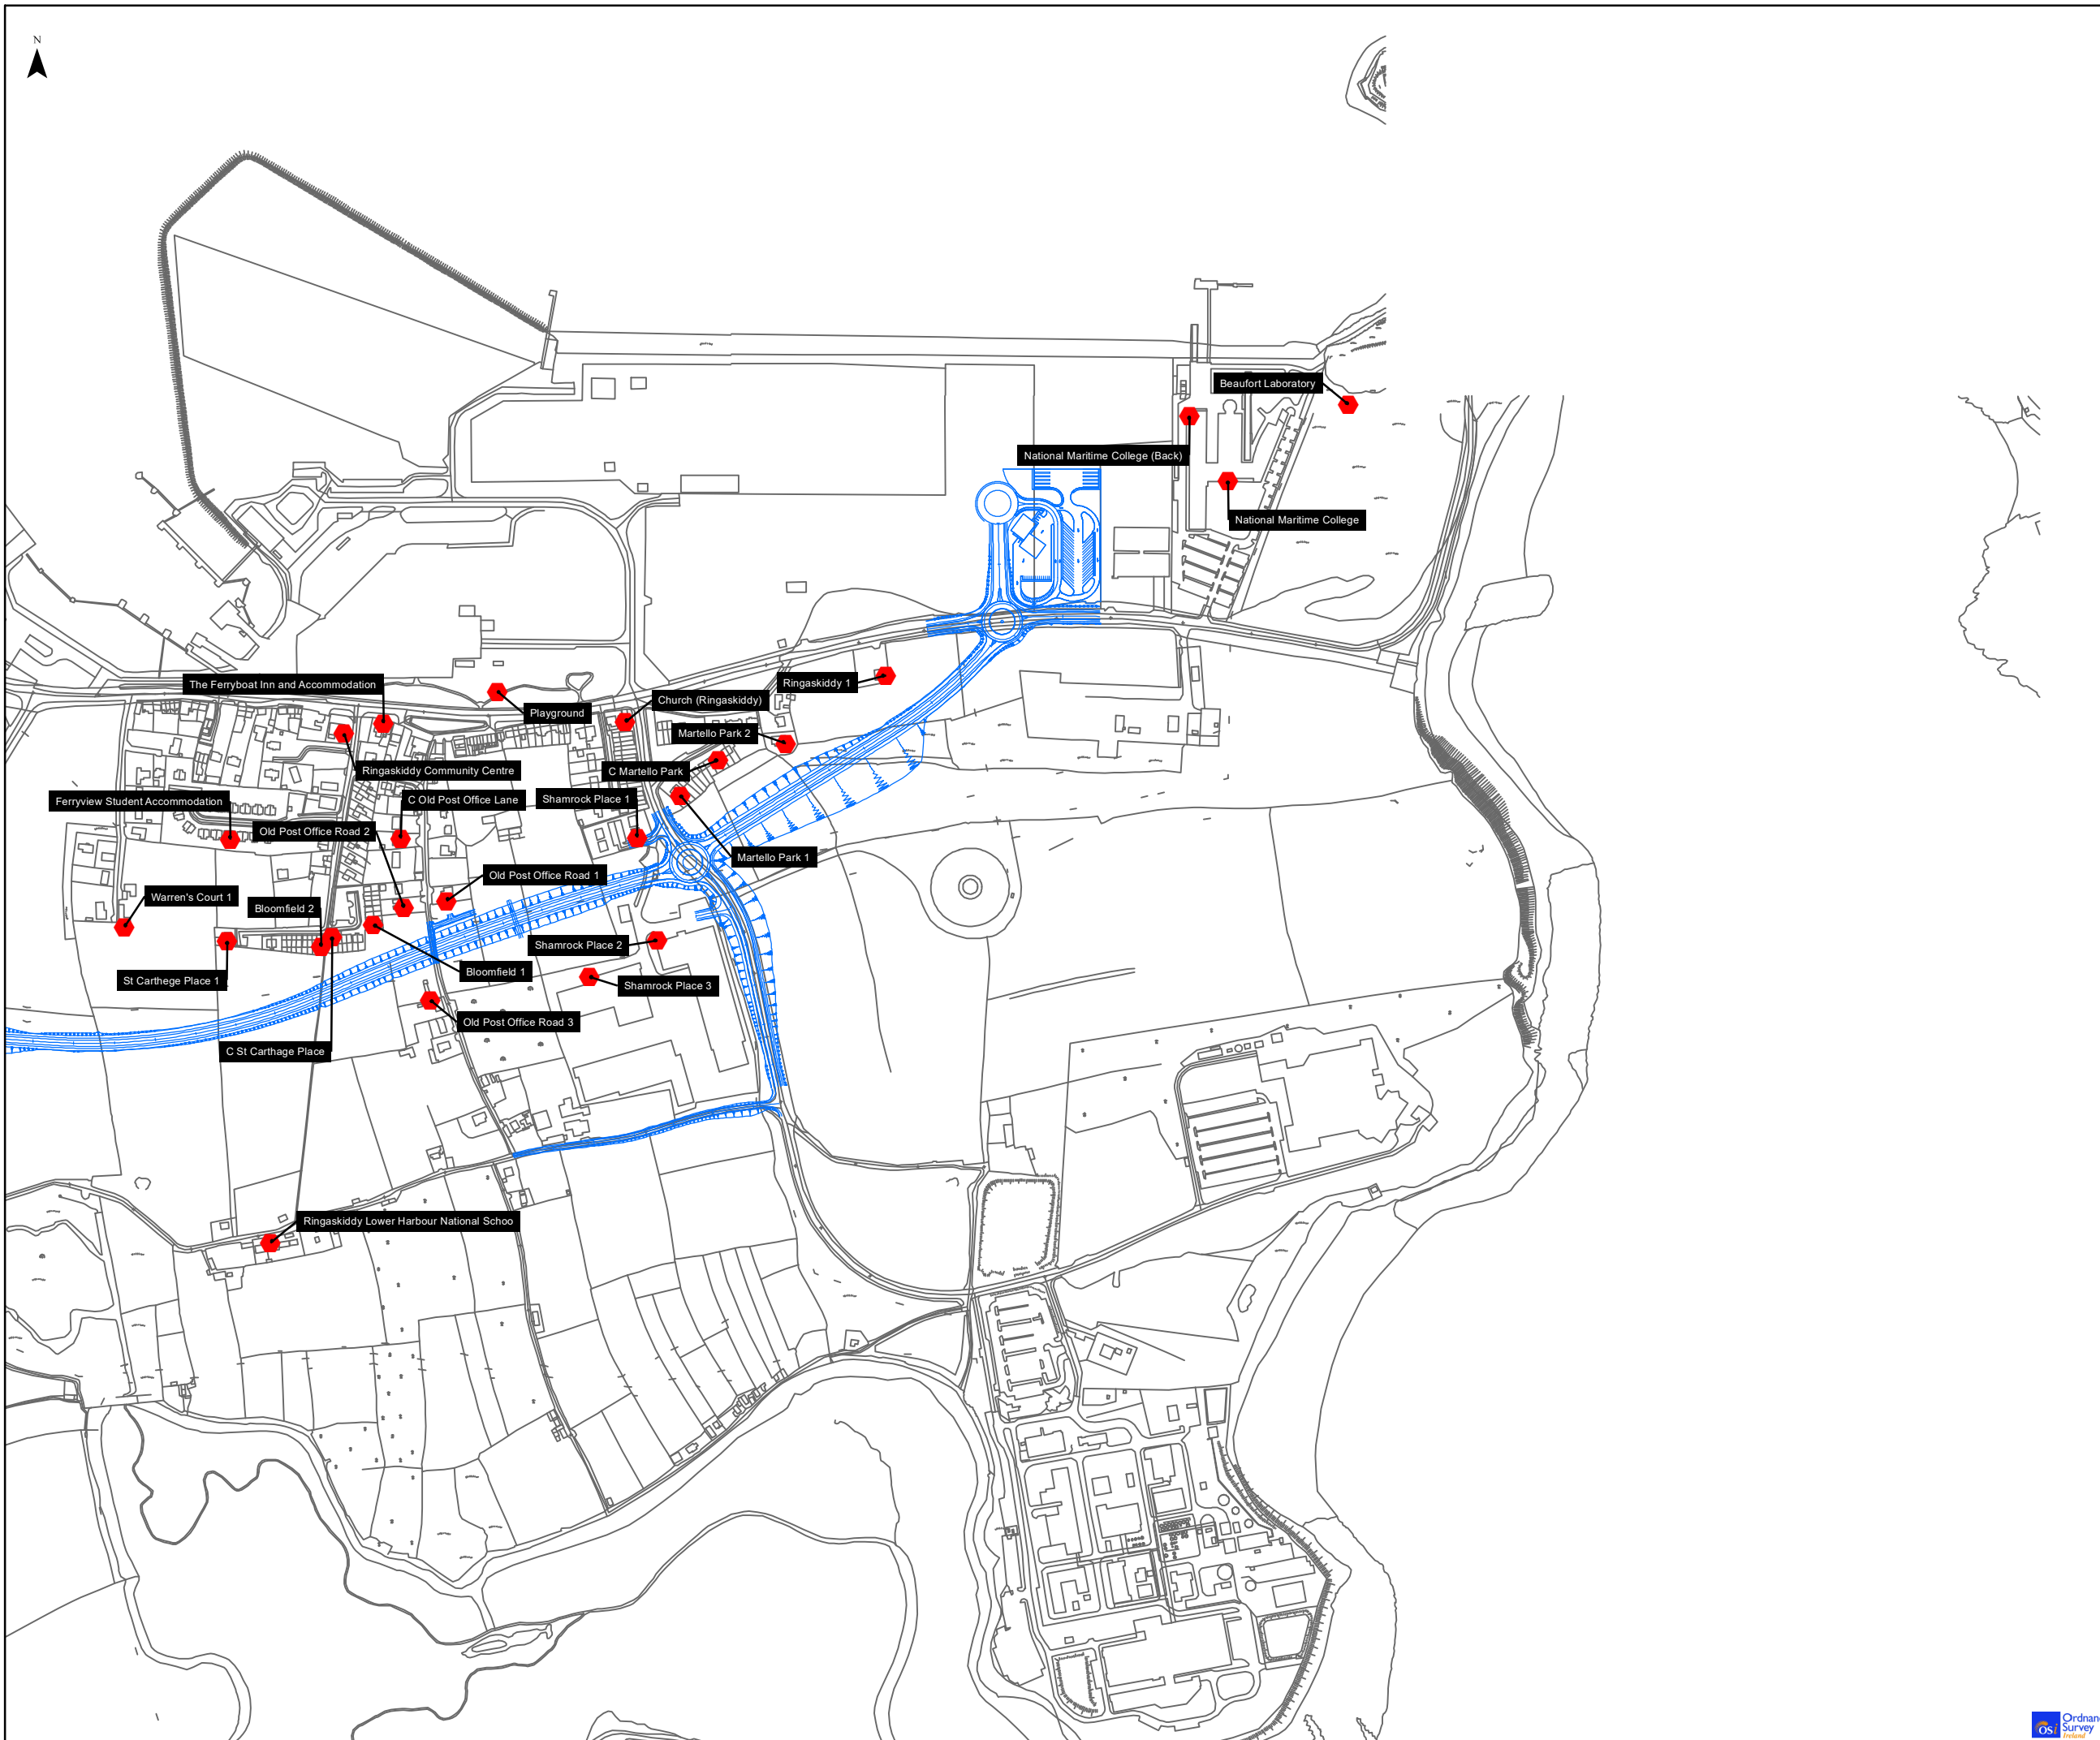 N
Beaufort Laboratory
National Maritime College (Back)
National Maritime College
The Ferryboat Inn and Accommodation
Ringaskiddy 1
Church (Ringaskiddy)
Playground
Martello Park 2
Ringaskiddy Community Centre
C Martello Park
Ferryview Student Accommodation
C Old Post Office Lane
Shamrock Place 1
Old Post Office Road 2
Martello Park 1
Old Post Office Road 1
Warren's Court 1
Bloomfield 2
Shamrock Place 2
Bloomfield 1
St Carthege Place 1
Shamrock Place 3
Old Post Office Road 3
C St Carthage Place
Ringaskiddy Lower Harbour National Schoo
OSi
Ordnan
Survey
Ireland